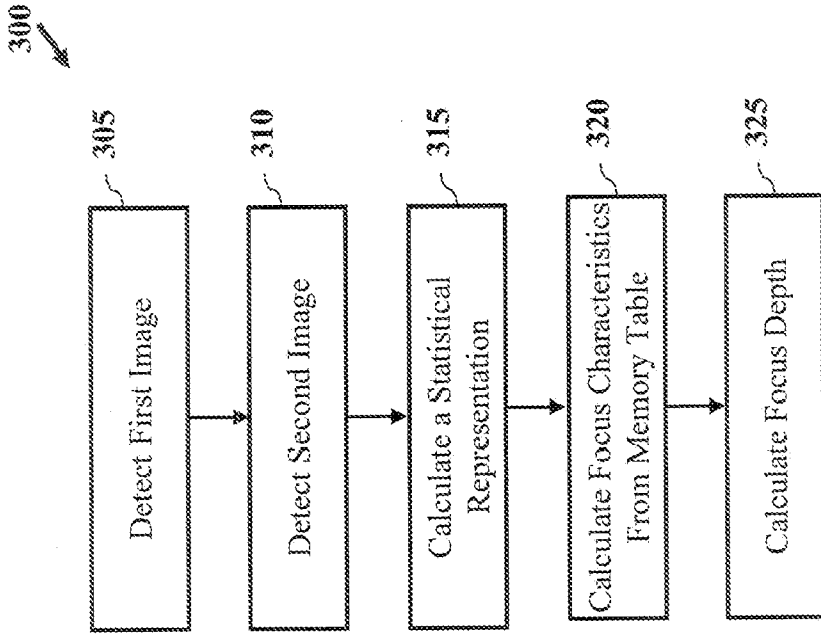 300
305
Detect First Image
310
Detect Second Image
315
Calculate a Statistical
Representation
320
Calculate Focus Characteristics
From Memory Table
325
Calculate Focus Depth